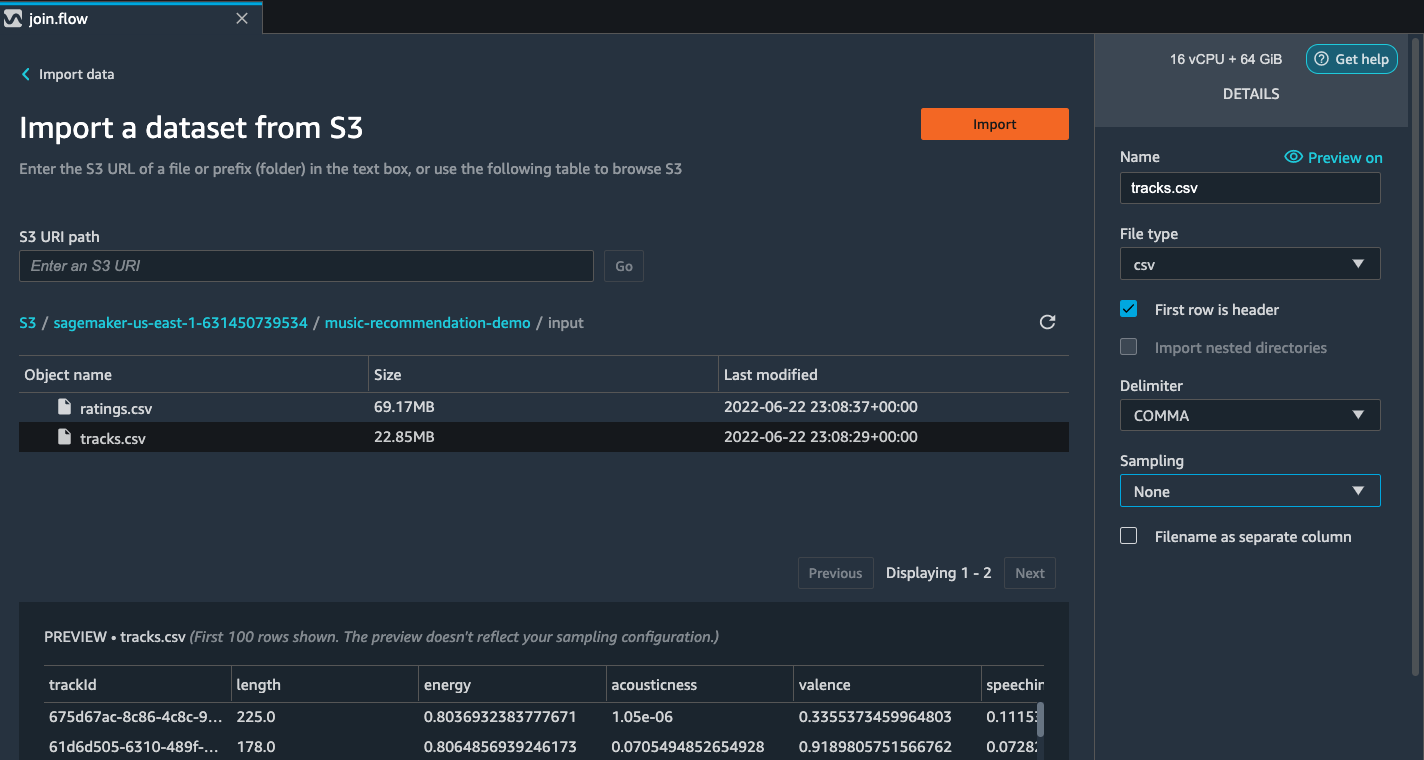 join.flow
Import data
16 vCPU + 64 GiB
Get help
DETAILS
Import a dataset from S3
Import
Enter the S3 URL of a file or prefix (folder) in the text box, or use the following table to browse S3
Name
Preview on
tracks.csv
File type
csv
First row is header
Import nested directories
Delimiter
COMMA
Sampling
None
Filename as separate column
S3 URI path
Enter an S3 URI
Go
S3 / sagemaker-us-east-1-631450739534 / music-recommendation-demo / input
Object name Size Last modified
ratings.csv 69.17MB 2022-06-22 23:08:37+00:00
tracks.csv 22.85MB 2022-06-22 23:08:29+00:00
Previous Displaying 1 - 2 Next
PREVIEW • tracks.csv (First 100 rows shown. The preview doesn't reflect your sampling configuration.)
trackId length energy acousticness valence speechin
675d67ac-8c86-4c8c-9... 225.0 0.8036932383777671 1.05e-06 0.3355373459964803 0.1115
61d6d505-6310-489f-... 178.0 0.8064856939246173 0.0705494852654928 0.9189805751566762 0.0728